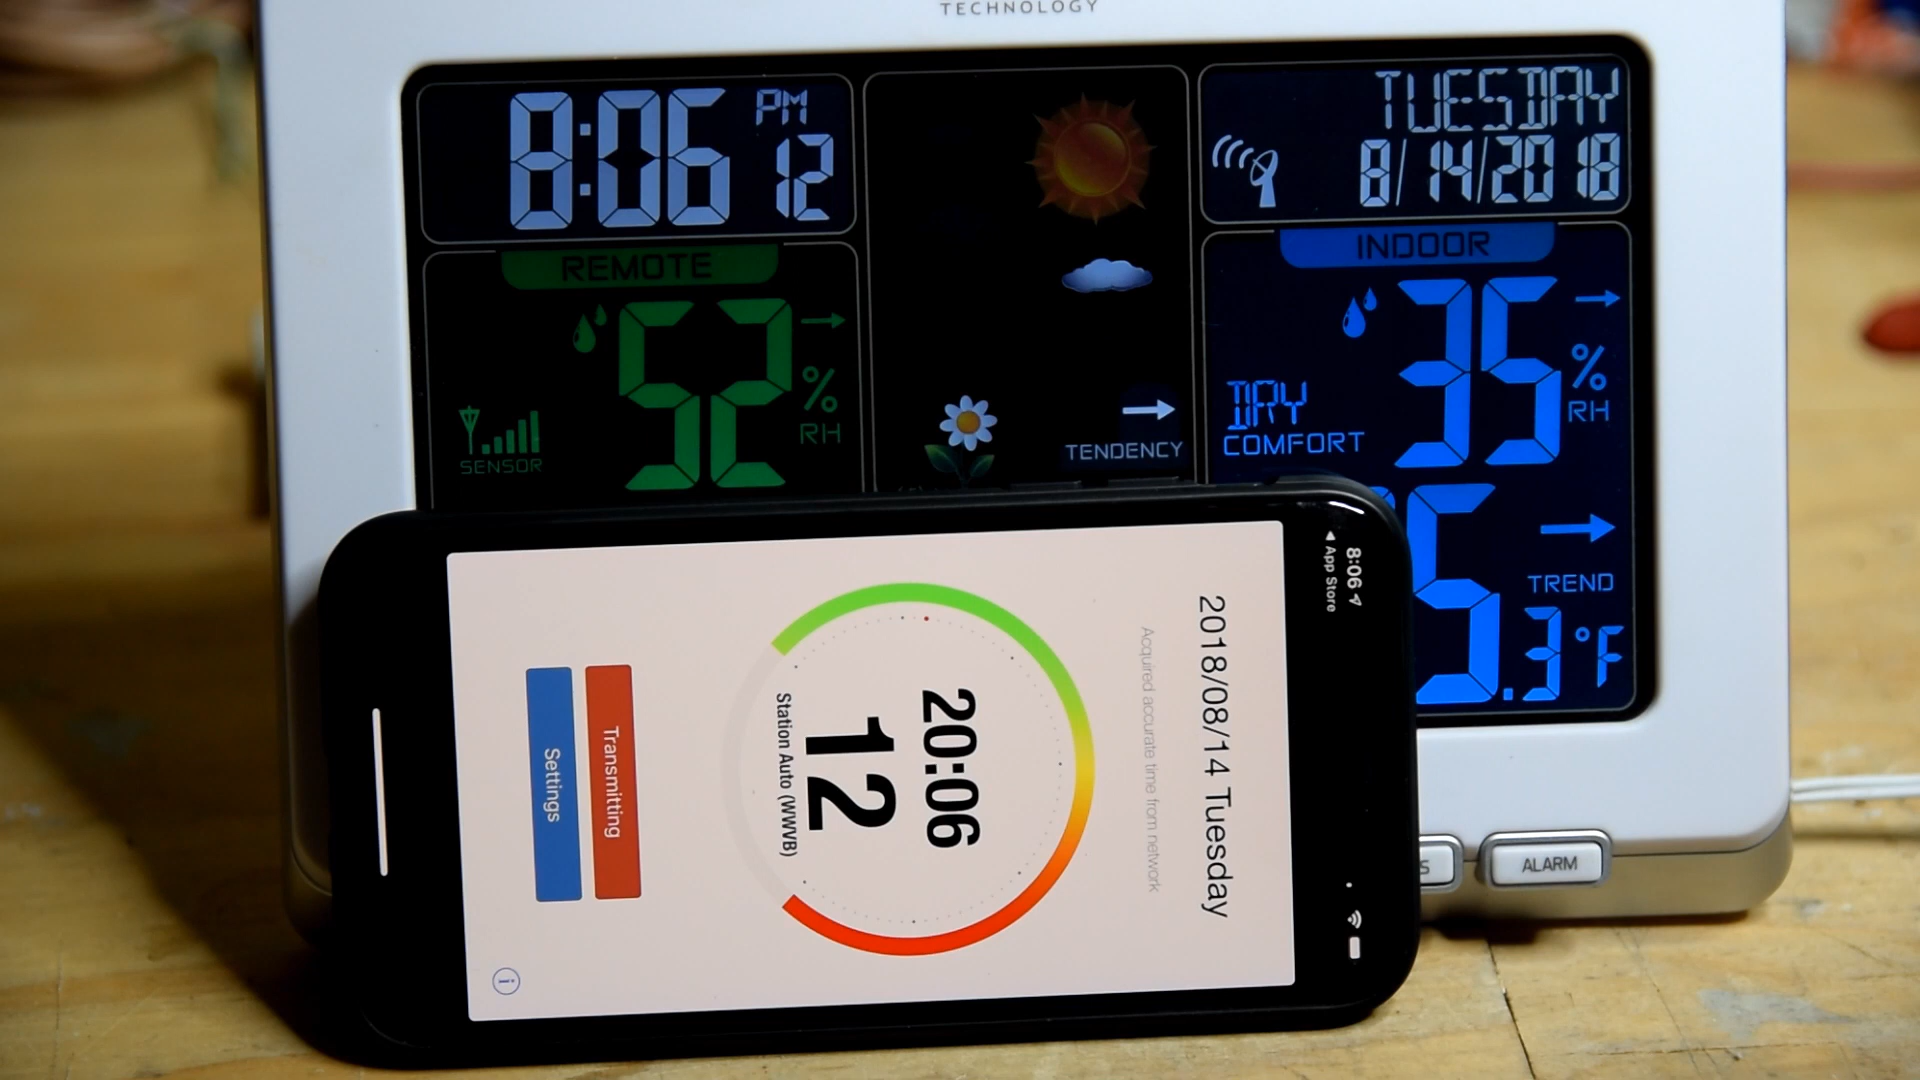 TECHNOLOGY
8:06 PM 12
TUESDAY
8/14/2018
REMOTE
52 % RH
SENSOR
TENDENCY
INDOOR
35 % RH
DRY
COMFORT
5.3 °F
TREND
S
ALARM
8:06
App Store
2018/08/14 Tuesday
Acquired accurate time from network
20:06
12
Station Auto (WWVB)
Transmitting
Settings
i